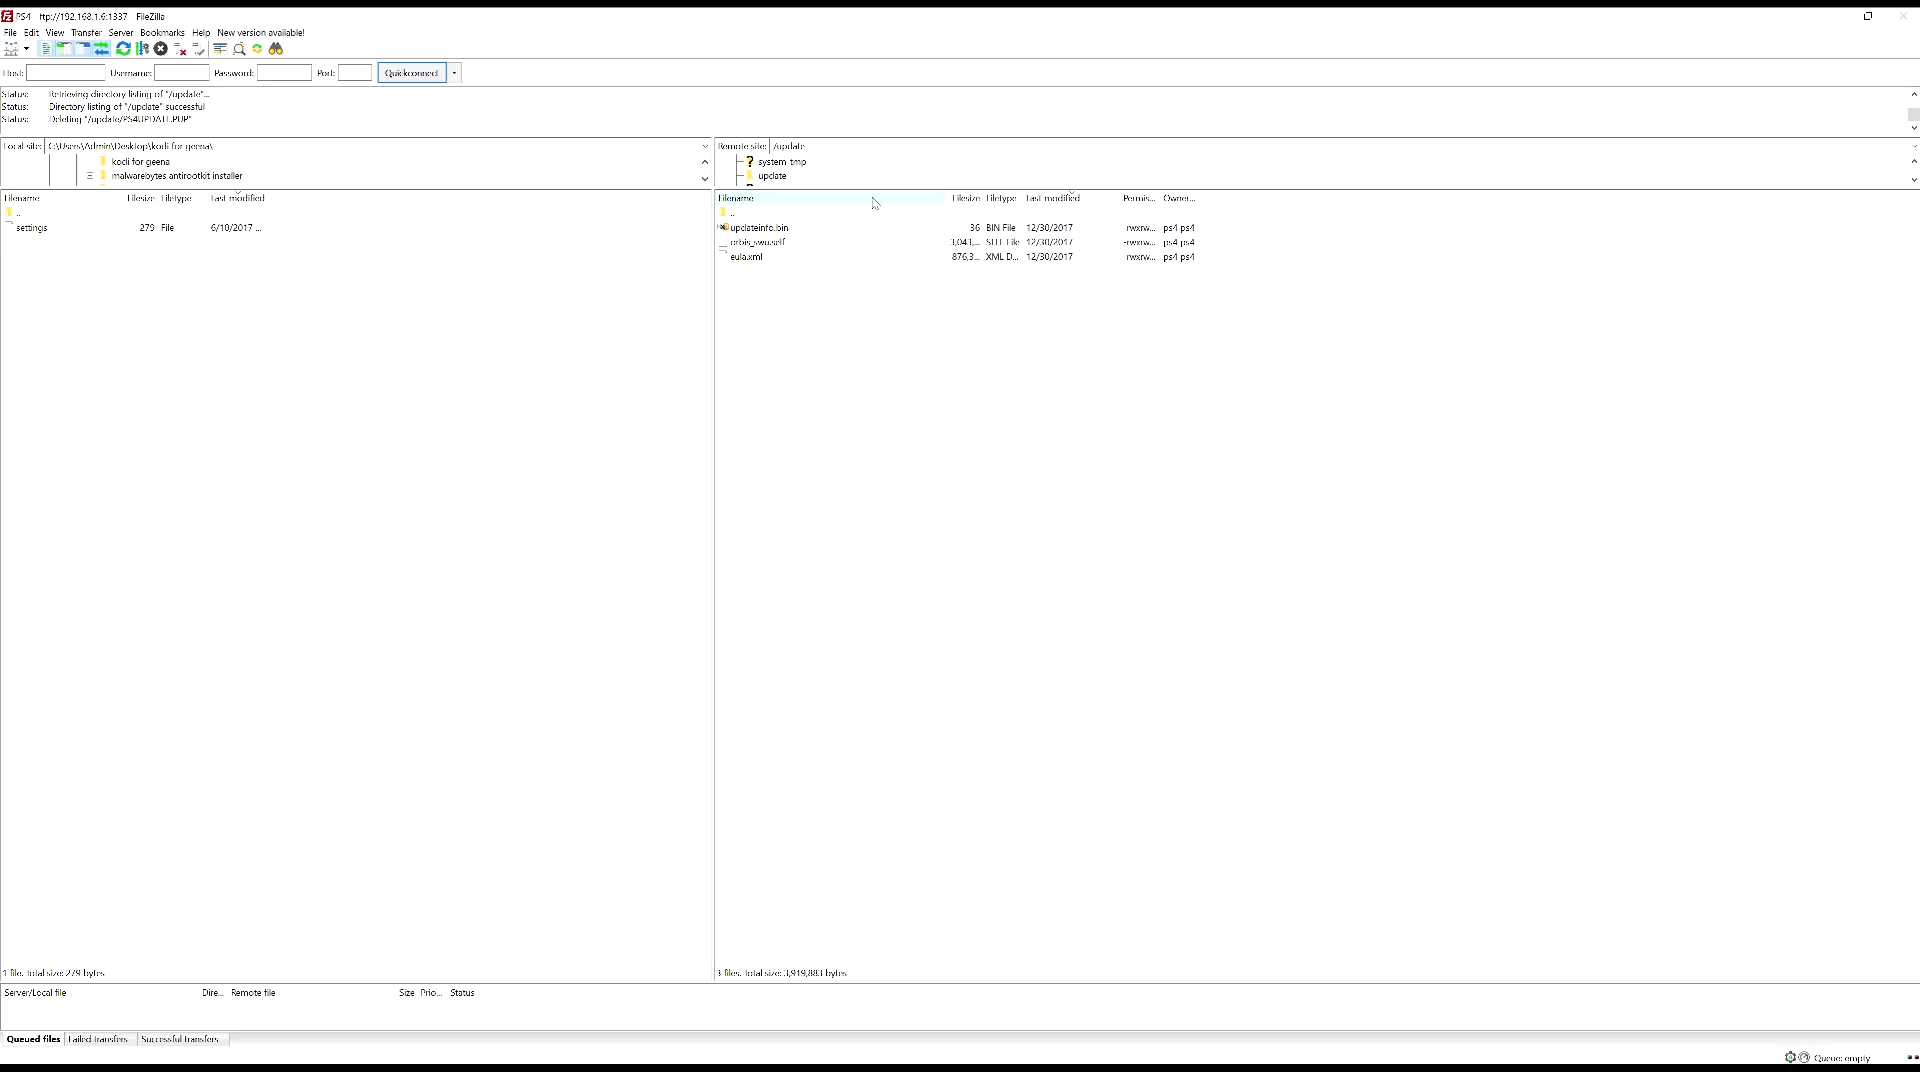 PS4 ftp://192.168.1.6:1337 FileZilla
File Edit View Transfer Server Bookmarks Help New version available!
Host: Username: Password: Port: Quickconnect
Status: Retrieving directory listing of "/update"...
Status: Directory listing of "/update" successful
Status: Deleting "/update/PS4UPDATE.PUP"
Local site: C:\Users\Admin\Desktop\kodi for geena\
kodi for geena
malwarebytes antirootkit installer
Filename Filesize Filetype Last modified
..
settings 279 File 6/10/2017 ...
1 file. Total size: 279 bytes
Remote site: /update
system tmp
update
Filename Filesize Filetype Last modified Permis... Owner...
..
updateinfo.bin 36 BIN File 12/30/2017 -rwxrw... ps4 ps4
orbis_swu.self 3,043,... SELF File 12/30/2017 -rwxrw... ps4 ps4
eula.xml 876,3... XML D... 12/30/2017 -rwxrw... ps4 ps4
3 files. Total size: 3,919,883 bytes
Server/Local file Dire... Remote file Size Prio... Status
Queued files Failed transfers Successful transfers
Queue: empty